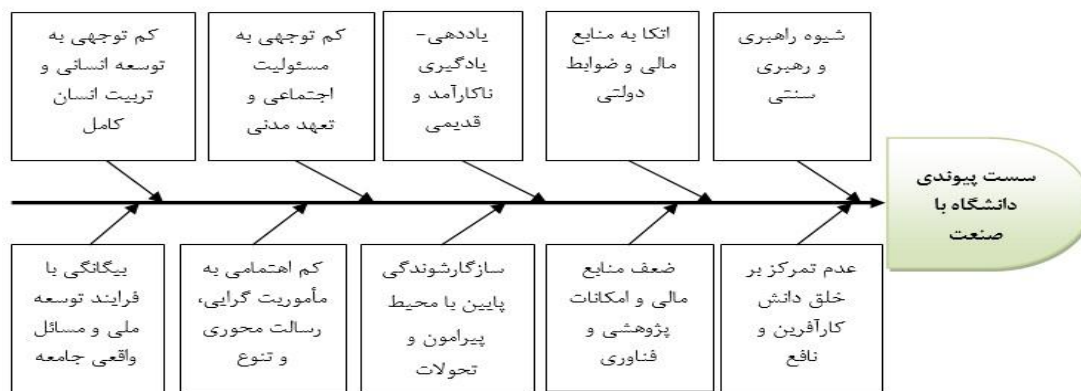 شیوه راهبری
و رهبری
سنتی
اتکا به منابع
مالی و ضوابط
دولتی
یاددهی-
یادگیری
ناکارآمد و
قدیمی
کم توجهی به
مسئولیت
اجتماعی و
تعهد مدنی
کم توجهی به
توسعه انسانی و
تربیت انسان
کامل
سست پیوندی
دانشگاه با
صنعت
عدم تمرکز بر
خلق دانش
کارآفرین و
نافع
ضعف منابع
مالی و امکانات
پژوهشی و
فناوری
سازگارشوندگی
پایین با محیط
پیرامون و
تحولات
کم اهتمامی به
مأموریت گرایی،
رسالت محوری
و تنوع
بیگانگی با
فرایند توسعه
ملی و مسائل
واقعی جامعه